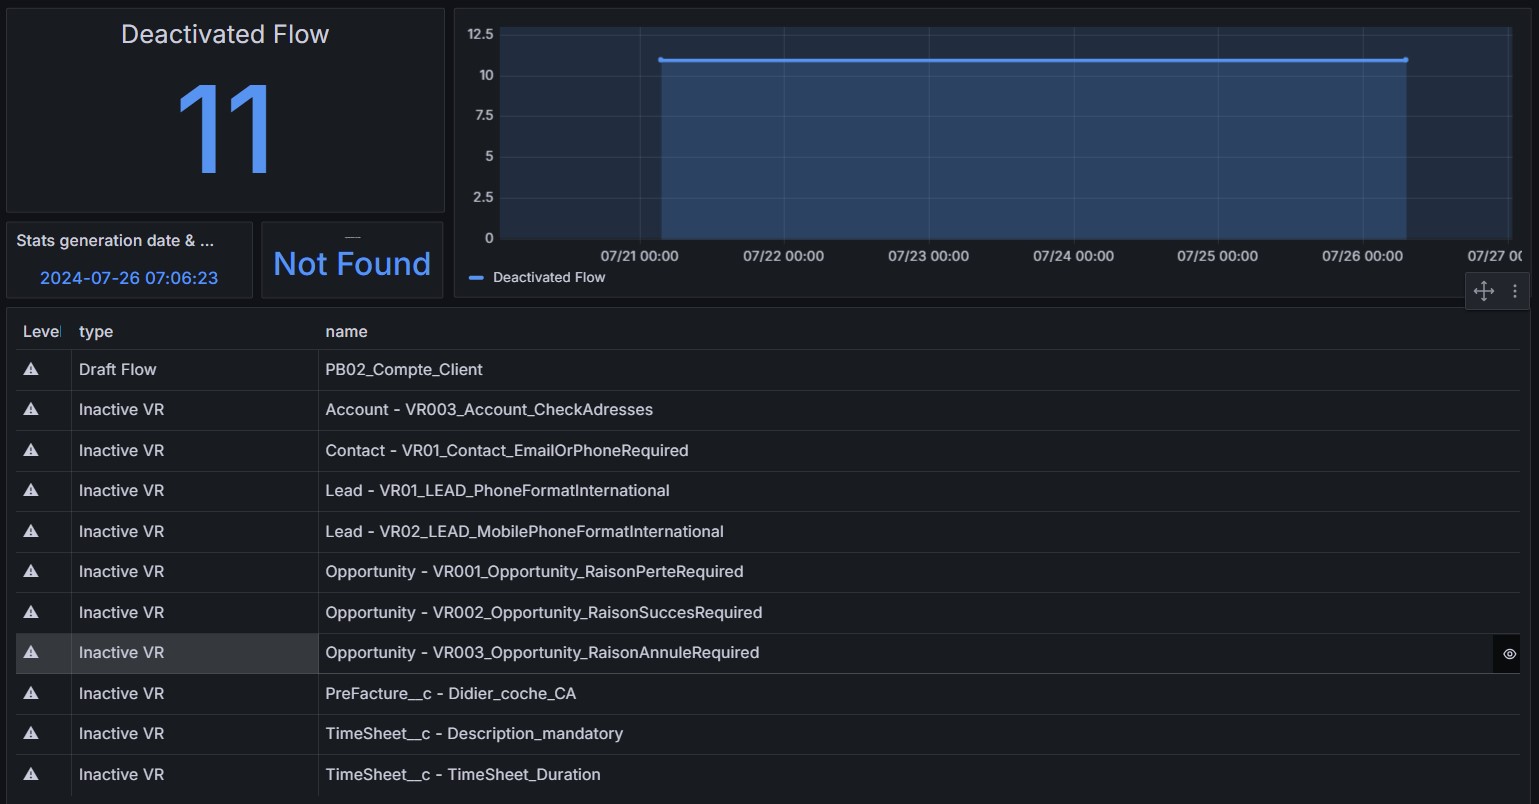 Deactivated Flow
11
Stats generation date & ...
2024-07-26 07:06:23
Not Found
12.5
10
7.5
5
2.5
0
07/21 00:00 07/22 00:00 07/23 00:00 07/24 00:00 07/25 00:00 07/26 00:00 07/27 00
Deactivated Flow
Level type name
Draft Flow PB02_Compte_Client
Inactive VR Account - VR003_Account_CheckAdresses
Inactive VR Contact - VR01_Contact_EmailOrPhoneRequired
Inactive VR Lead - VR01_LEAD_PhoneFormatInternational
Inactive VR Lead - VR02_LEAD_MobilePhoneFormatInternational
Inactive VR Opportunity - VR001_Opportunity_RaisonPerteRequired
Inactive VR Opportunity - VR002_Opportunity_RaisonSuccesRequired
Inactive VR Opportunity - VR003_Opportunity_RaisonAnnuleRequired
Inactive VR PreFacture__c - Didier_coche_CA
Inactive VR TimeSheet__c - Description_mandatory
Inactive VR TimeSheet__c - TimeSheet_Duration